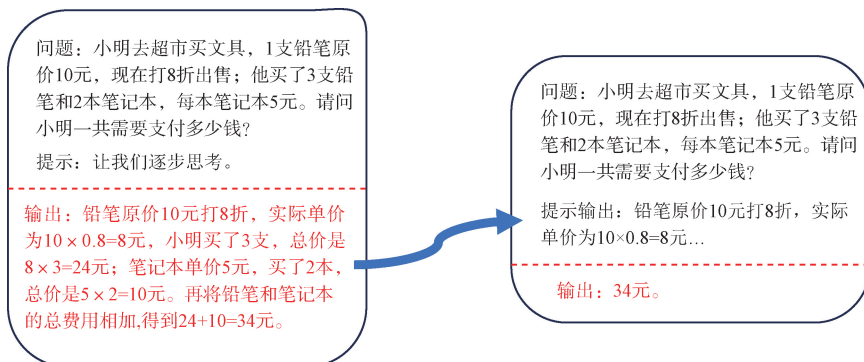 问题：小明去超市买文具，1支铅笔原
价10元，现在打8折出售；他买了3支铅
笔和2本笔记本，每本笔记本5元。请问
小明一共需要支付多少钱？
提示：让我们逐步思考。
输出：铅笔原价10元打8折，实际单价
为10×0.8=8元，小明买了3支，总价是
8×3=24元；笔记本单价5元，买了2本，
总价是5×2=10元。再将铅笔和笔记本
的总费用相加,得到24+10=34元。
问题：小明去超市买文具，1支铅笔原
价10元，现在打8折出售；他买了3支铅
笔和2本笔记本，每本笔记本5元。请问
小明一共需要支付多少钱？
提示输出：铅笔原价10元打8折，实际
单价为10×0.8=8元…
输出：34元。